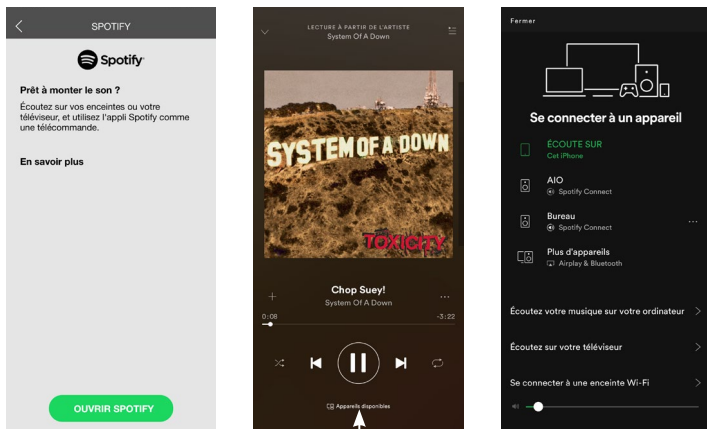 SPOTIFY
Spotify
Prêt à monter le son ?
Écoutez sur vos enceintes ou votre
téléviseur, et utilisez l'appli Spotify comme
une télécommande.
En savoir plus
OUVRIR SPOTIFY
LECTURE À PARTIR DE L'ARTISTE
System Of A Down
SYSTEM OF A DOWN
TOXICITY
Chop Suey!
System Of A Down
0:08
-3:22
Appareils disponibles
Fermer
Se connecter à un appareil
ÉCOUTE SUR
Cet iPhone
AIO
Spotify Connect
Bureau
Spotify Connect
Plus d'appareils
Airplay & Bluetooth
Écoutez votre musique sur votre ordinateur
Écoutez sur votre téléviseur
Se connecter à une enceinte Wi-Fi